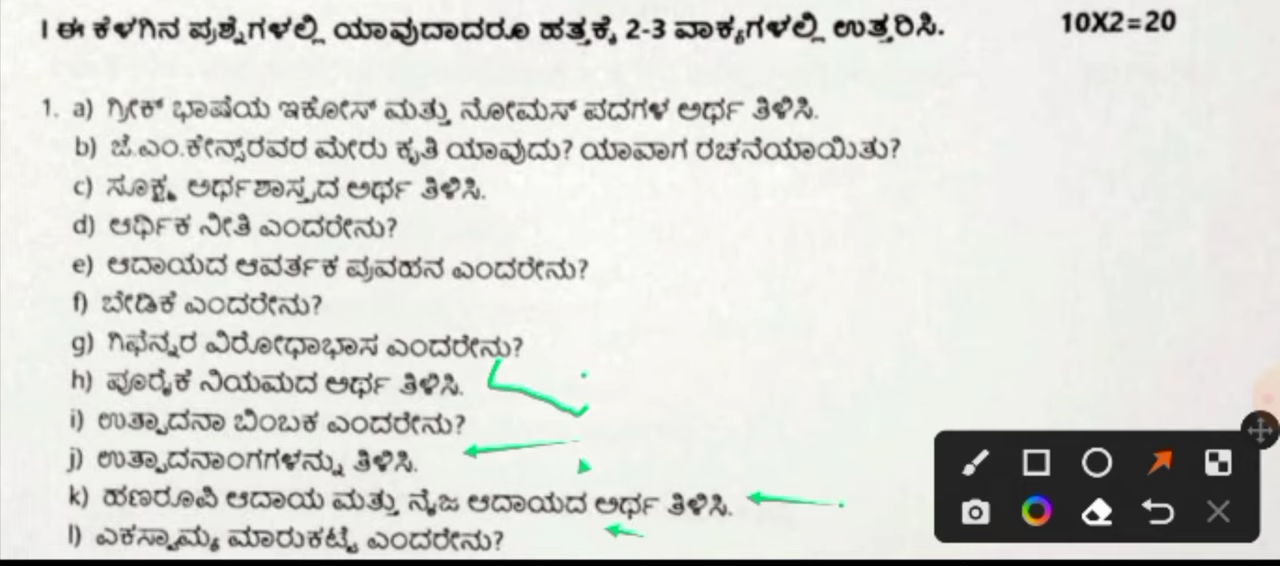 I ಈ ಕೆಳಗಿನ ಪ್ರಶ್ನೆಗಳಲ್ಲಿ ಯಾವುದಾದರೂ ಹತ್ತಕ್ಕೆ 2-3 ವಾಕ್ಯಗಳಲ್ಲಿ ಉತ್ತರಿಸಿ. 10X2=20
1. a) ಗ್ರೀಕ್ ಭಾಷೆಯ ಇಕೋಸ್ ಮತ್ತು ನೋಮಸ್ ಪದಗಳ ಅರ್ಥ ತಿಳಿಸಿ.
b) ಜೆ.ಎಂ.ಕೇನ್ಸ್‌ರವರ ಮೇರು ಕೃತಿ ಯಾವುದು? ಯಾವಾಗ ರಚನೆಯಾಯಿತು?
c) ಸೂಕ್ಷ್ಮ ಅರ್ಥಶಾಸ್ತ್ರದ ಅರ್ಥ ತಿಳಿಸಿ.
d) ಆರ್ಥಿಕ ನೀತಿ ಎಂದರೇನು?
e) ಆದಾಯದ ಆವರ್ತಕ ಪ್ರವಹನ ಎಂದರೇನು?
f) ಬೇಡಿಕೆ ಎಂದರೇನು?
g) ಗಿಫೆನ್ನರ ವಿರೋಧಾಭಾಸ ಎಂದರೇನು?
h) ಪೂರೈಕೆ ನಿಯಮದ ಅರ್ಥ ತಿಳಿಸಿ.
i) ಉತ್ಪಾದನಾ ಬಿಂಬಕ ಎಂದರೇನು?
j) ಉತ್ಪಾದನಾಂಗಗಳನ್ನು ತಿಳಿಸಿ.
k) ಹಣರೂಪಿ ಆದಾಯ ಮತ್ತು ನೈಜ ಆದಾಯದ ಅರ್ಥ ತಿಳಿಸಿ.
l) ಎಕಸ್ವಾಮ್ಯ ಮಾರುಕಟ್ಟೆ ಎಂದರೇನು?